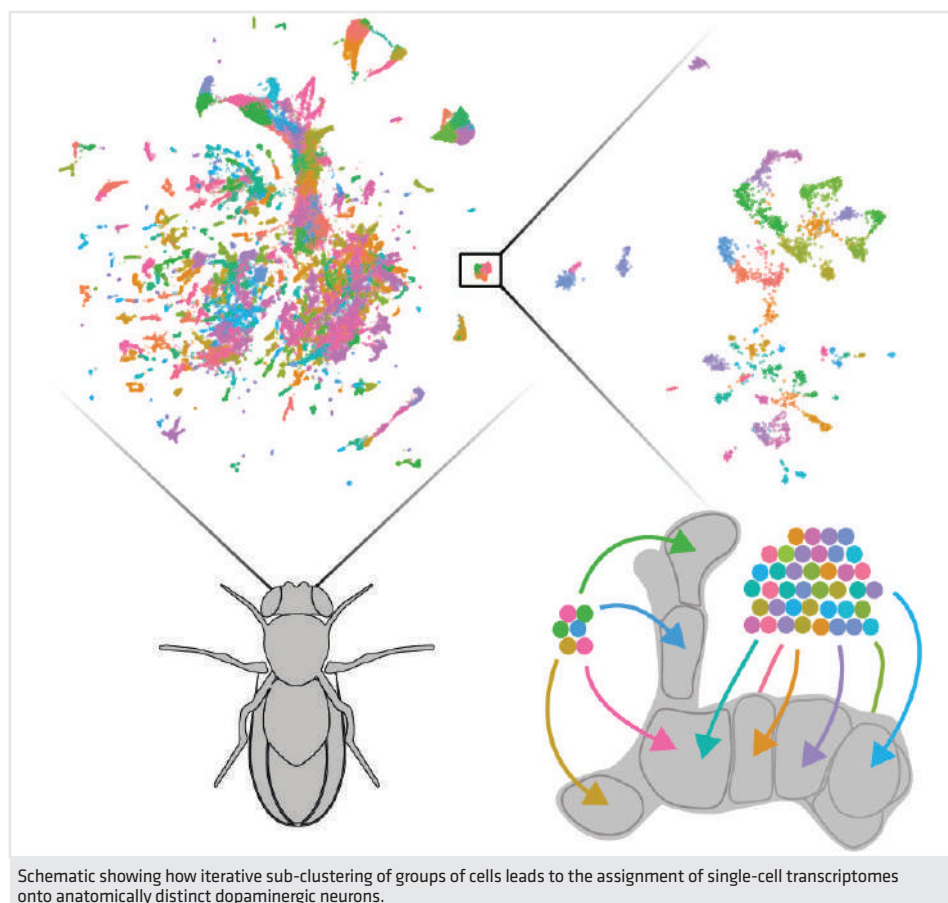 Schematic showing how iterative sub-clustering of groups of cells leads to the assignment of single-cell transcriptomes
onto anatomically distinct dopaminergic neurons.